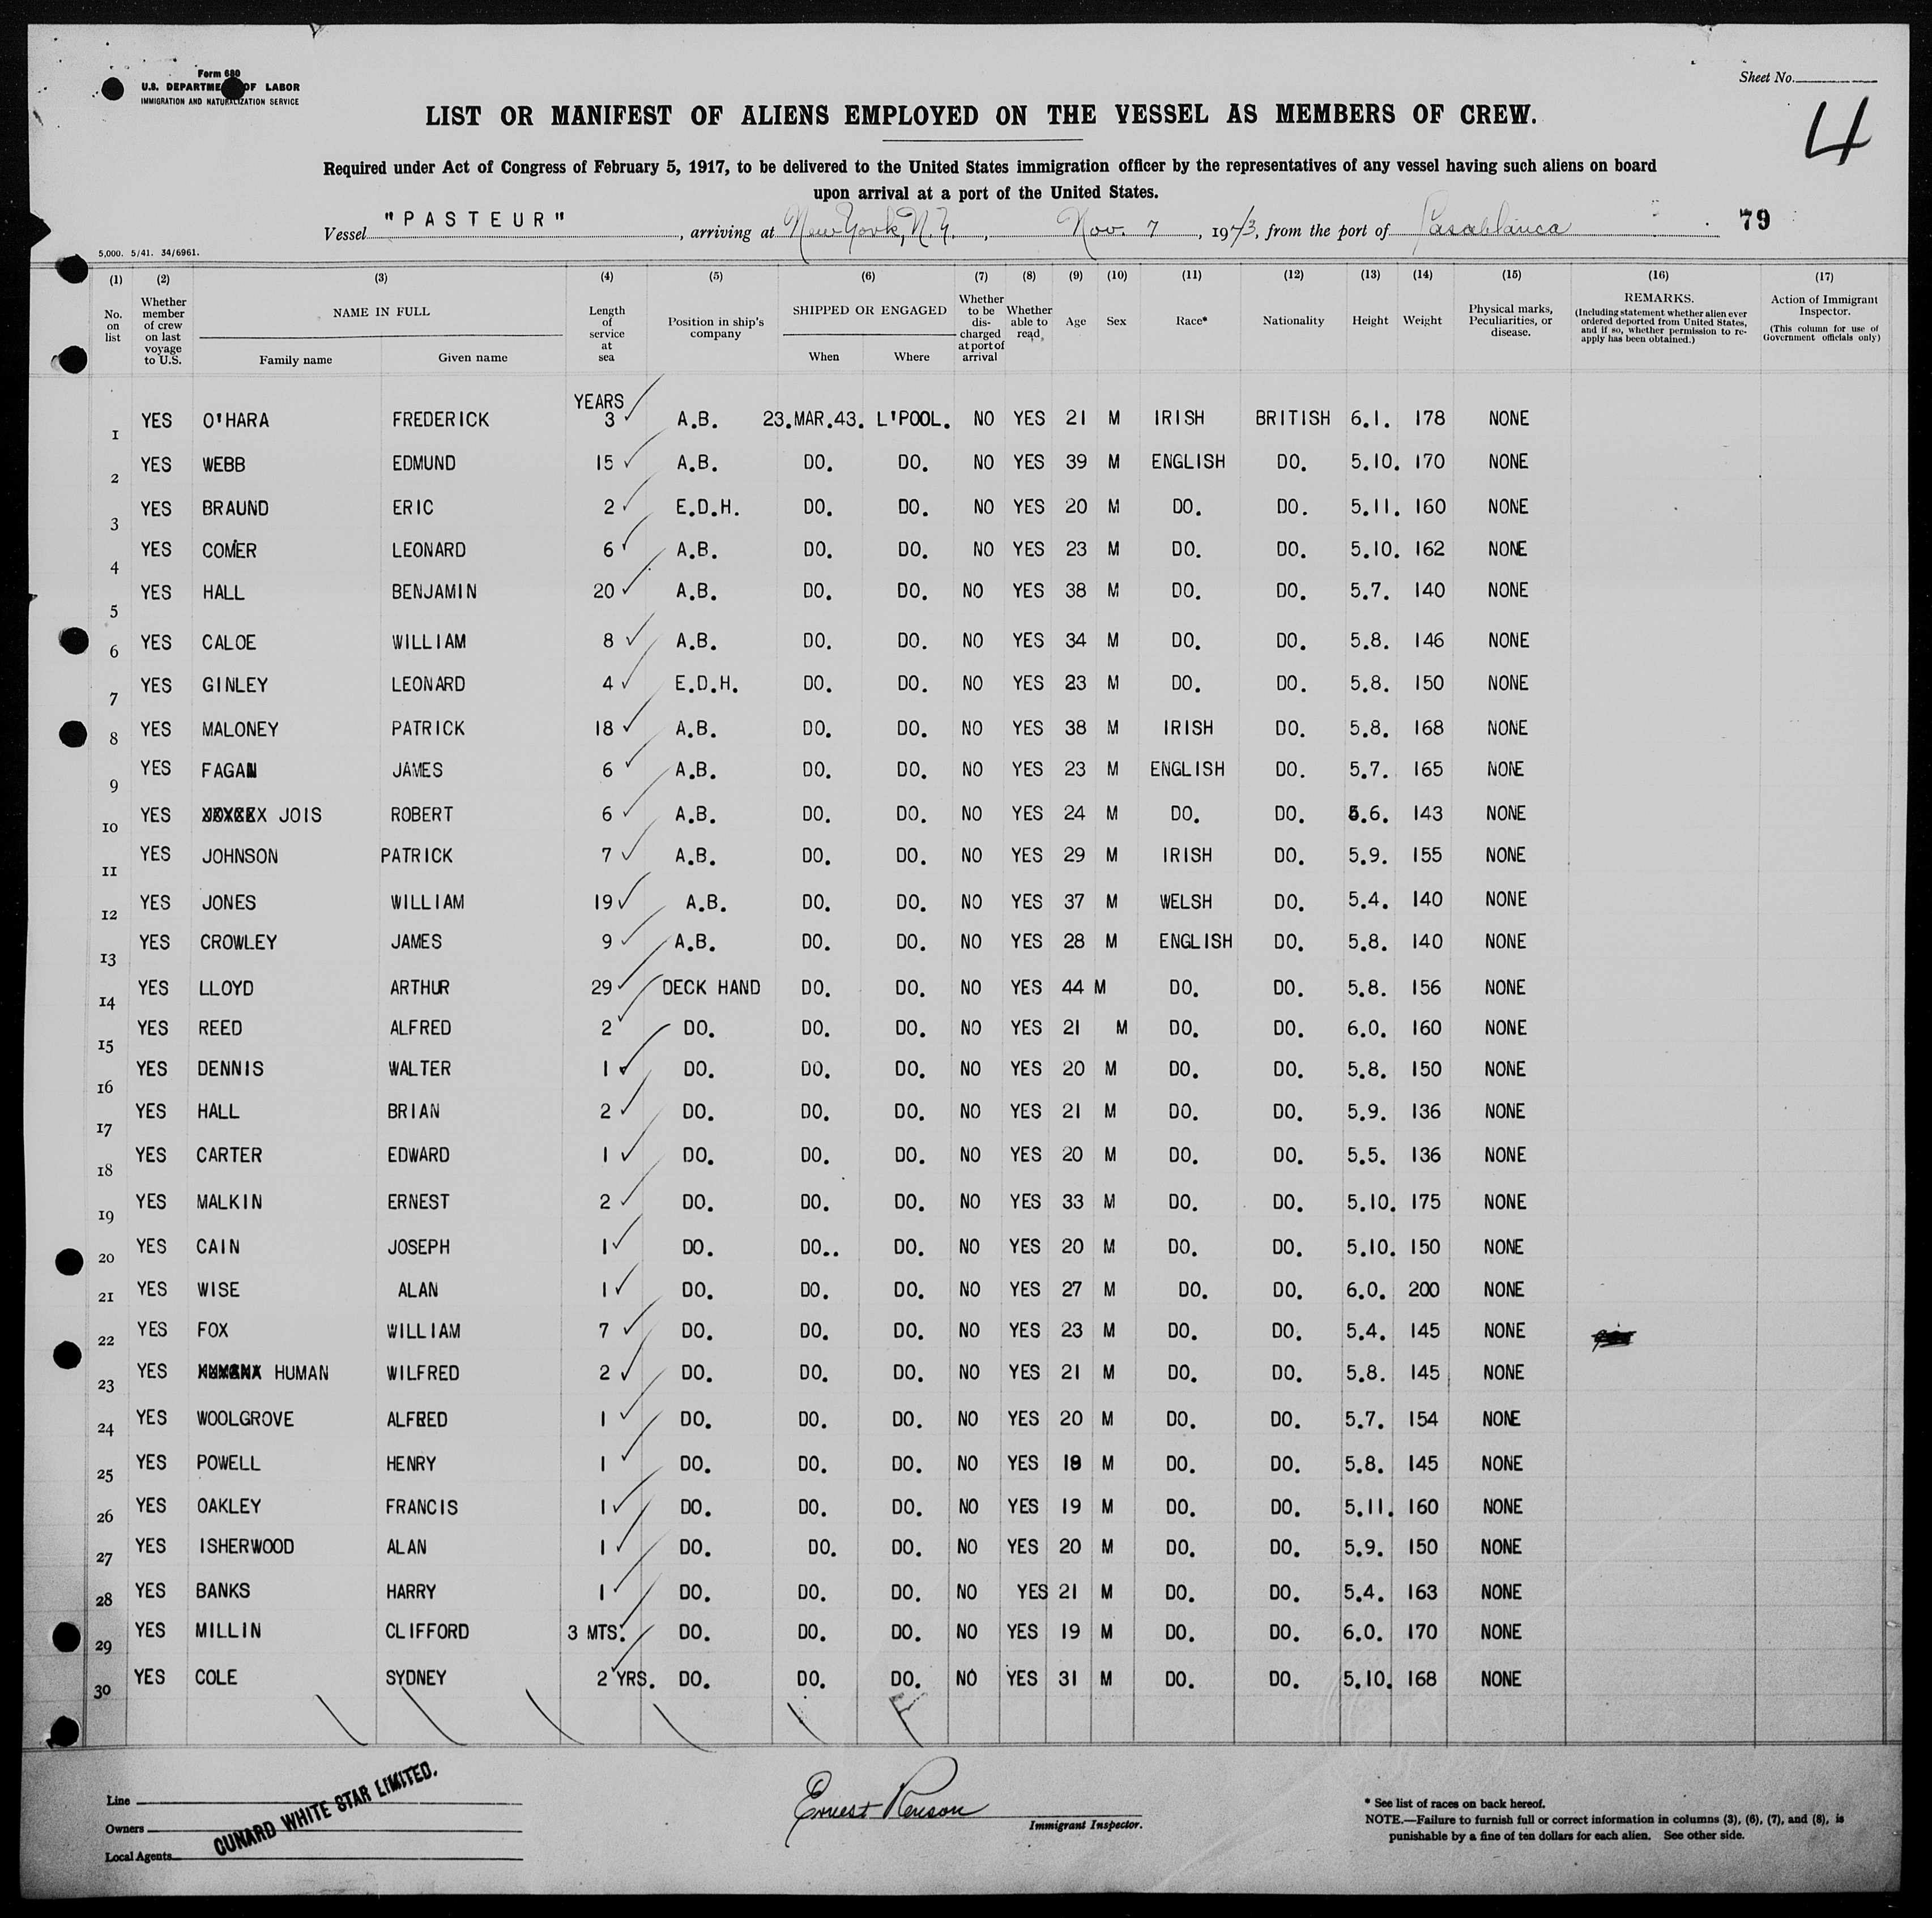 Form 680
U.S. DEPARTMENT OF LABOR
IMMIGRATION AND NATURALIZATION SERVICE
Sheet No.
4
LIST OR MANIFEST OF ALIENS EMPLOYED ON THE VESSEL AS MEMBERS OF CREW.
Required under Act of Congress of February 5, 1917, to be delivered to the United States immigration officer by the representatives of any vessel having such aliens on board
upon arrival at a port of the United States.
Vessel "PASTEUR", arriving at New York, N.Y., Nov. 7, 1943, from the port of Casablanca 79
5,000. 5/41. 34/6961.
(1) (2) (3) (4) (5) (6) (7) (8) (9) (10) (11) (12) (13) (14) (15) (16) (17)
No. on list Whether member of crew on last voyage to U.S. NAME IN FULL Family name Given name Length of service at sea Position in ship's company SHIPPED OR ENGAGED When Where Whether to be discharged at port of arrival Whether able to read Age Sex Race* Nationality Height Weight Physical marks, Peculiarities, or disease. REMARKS. (Including statement whether alien ever ordered deported from United States, and if so, whether permission to re-apply has been obtained.) Action of Immigrant Inspector. (This column for use of Government officials only)
YEARS
1 YES O'HARA FREDERICK 3 A.B. 23.MAR.43. L'POOL. NO YES 21 M IRISH BRITISH 6.1. 178 NONE
2 YES WEBB EDMUND 15 A.B. DO. DO. NO YES 39 M ENGLISH DO. 5.10. 170 NONE
3 YES BRAUND ERIC 2 E.D.H. DO. DO. NO YES 20 M DO. DO. 5.11. 160 NONE
4 YES COMER LEONARD 6 A.B. DO. DO. NO YES 23 M DO. DO. 5.10. 162 NONE
5 YES HALL BENJAMIN 20 A.B. DO. DO. NO YES 38 M DO. DO. 5.7. 140 NONE
6 YES CALOE WILLIAM 8 A.B. DO. DO. NO YES 34 M DO. DO. 5.8. 146 NONE
7 YES GINLEY LEONARD 4 E.D.H. DO. DO. NO YES 23 M DO. DO. 5.8. 150 NONE
8 YES MALONEY PATRICK 18 A.B. DO. DO. NO YES 38 M IRISH DO. 5.8. 168 NONE
9 YES FAGAN JAMES 6 A.B. DO. DO. NO YES 23 M ENGLISH DO. 5.7. 165 NONE
10 YES JOIS ROBERT 6 A.B. DO. DO. NO YES 24 M DO. DO. 5.6. 143 NONE
11 YES JOHNSON PATRICK 7 A.B. DO. DO. NO YES 29 M IRISH DO. 5.9. 155 NONE
12 YES JONES WILLIAM 19 A.B. DO. DO. NO YES 37 M WELSH DO. 5.4. 140 NONE
13 YES CROWLEY JAMES 9 A.B. DO. DO. NO YES 28 M ENGLISH DO. 5.8. 140 NONE
14 YES LLOYD ARTHUR 29 DECK HAND DO. DO. NO YES 44 M DO. DO. 5.8. 156 NONE
15 YES REED ALFRED 2 DO. DO. DO. NO YES 21 M DO. DO. 6.0. 160 NONE
16 YES DENNIS WALTER 1 DO. DO. DO. NO YES 20 M DO. DO. 5.8. 150 NONE
17 YES HALL BRIAN 2 DO. DO. DO. NO YES 21 M DO. DO. 5.9. 136 NONE
18 YES CARTER EDWARD 1 DO. DO. DO. NO YES 20 M DO. DO. 5.5. 136 NONE
19 YES MALKIN ERNEST 2 DO. DO. DO. NO YES 33 M DO. DO. 5.10. 175 NONE
20 YES CAIN JOSEPH 1 DO. DO.. DO. NO YES 20 M DO. DO. 5.10. 150 NONE
21 YES WISE ALAN 1 DO. DO. DO. NO YES 27 M DO. DO. 6.0. 200 NONE
22 YES FOX WILLIAM 7 DO. DO. DO. NO YES 23 M DO. DO. 5.4. 145 NONE
23 YES HUMAN WILFRED 2 DO. DO. DO. NO YES 21 M DO. DO. 5.8. 145 NONE
24 YES WOOLGROVE ALFRED 1 DO. DO. DO. NO YES 20 M DO. DO. 5.7. 154 NONE
25 YES POWELL HENRY 1 DO. DO. DO. NO YES M DO. DO. 5.8. 145 NONE
26 YES OAKLEY FRANCIS 1 DO. DO. DO. NO YES 19 M DO. DO. 5.11. 160 NONE
27 YES ISHERWOOD ALAN 1 DO. DO. DO. NO YES 20 M DO. DO. 5.9. 150 NONE
28 YES BANKS HARRY 1 DO. DO. DO. NO YES 21 M DO. DO. 5.4. 163 NONE
29 YES MILLIN CLIFFORD 3 MTS. DO. DO. DO. NO YES 19 M DO. DO. 6.0. 170 NONE
30 YES COLE SYDNEY 2 YRS. DO. DO. DO. NO YES 31 M DO. DO. 5.10. 168 NONE
Line
Owners
Local Agents
CUNARD WHITE STAR LIMITED.
Ernest
Immigrant Inspector.
* See list of races on back hereof.
NOTE.—Failure to furnish full or correct information in columns (3), (6), (7), and (8), is
punishable by a fine of ten dollars for each alien. See other side.